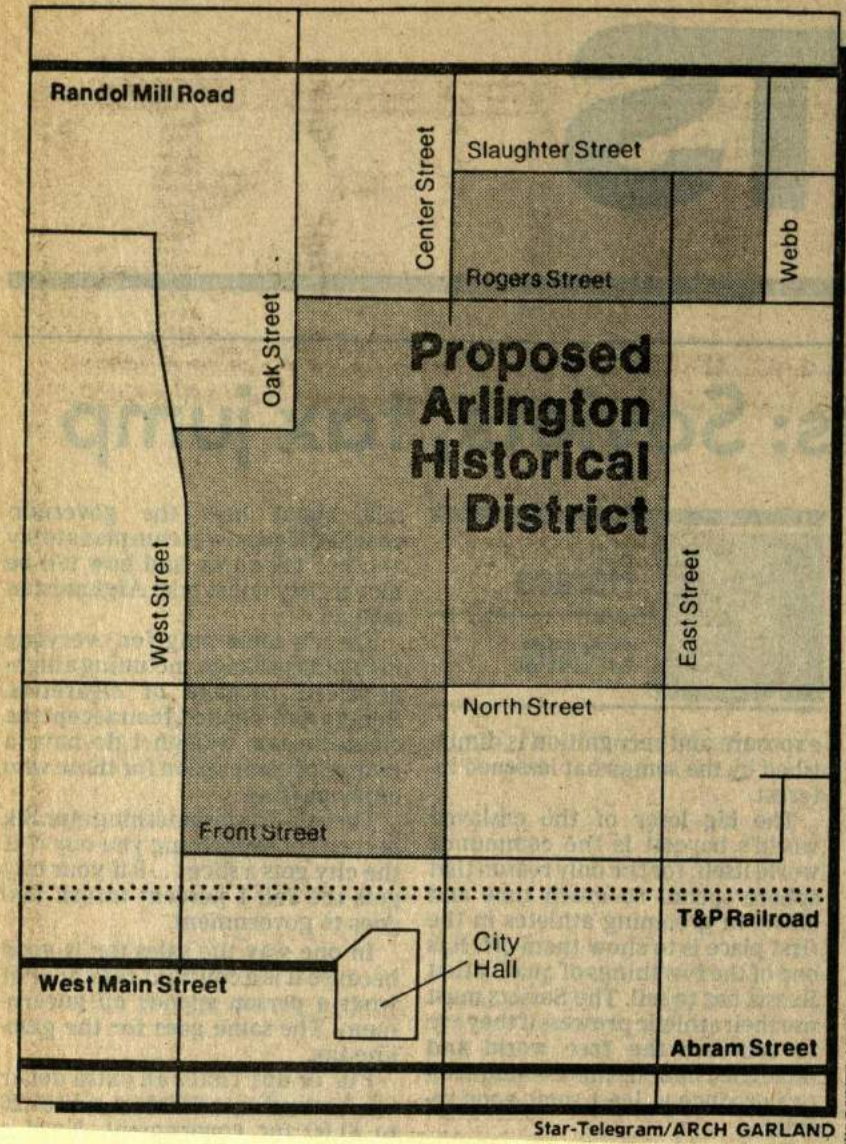 Randol Mill Road
Center Street
Slaughter Street
Webb
Rogers Street
Oak Street
Proposed
Arlington
Historical
District
West Street
East Street
North Street
Front Street
T&P Railroad
City
Hall
West Main Street
Abram Street
Star-Telegram/ARCH GARLAND